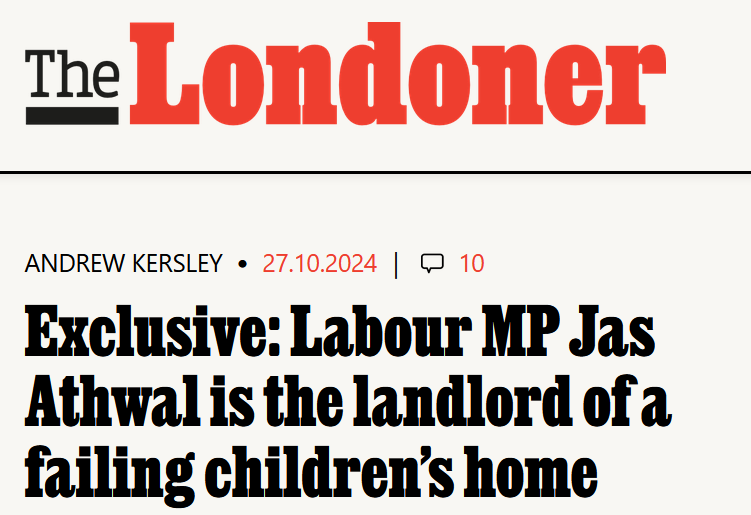 The Londoner
ANDREW KERSLEY • 27.10.2024 | 10
Exclusive: Labour MP Jas
Athwal is the landlord of a
failing children’s home